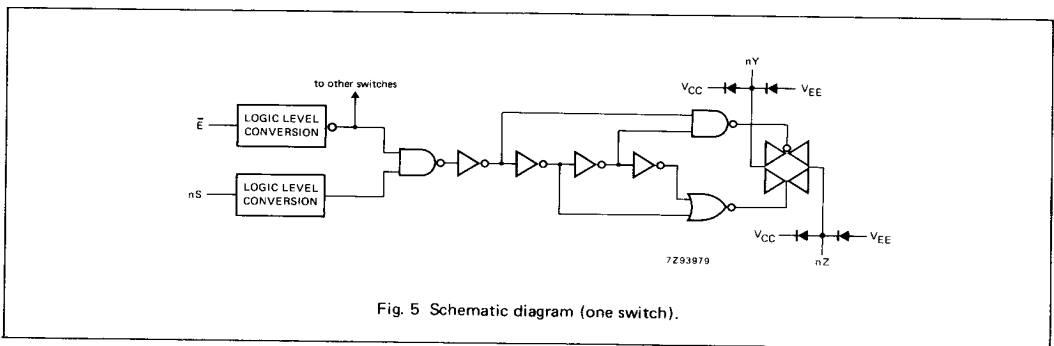 nY
V_CC V_EE
to other switches
E̅ LOGIC LEVEL
CONVERSION
nS LOGIC LEVEL
CONVERSION
V_CC V_EE
7Z93979
nZ
Fig. 5 Schematic diagram (one switch).